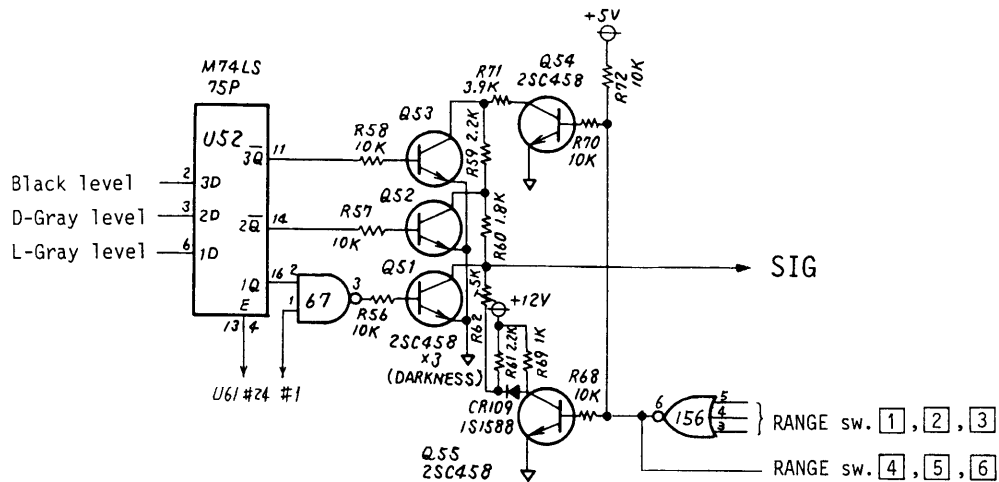 +5V
M74LS
75P
U52
3Q̅ 11
2 3D
3 2D
6 1D
2Q̅ 14
1Q 16
E
13 4
Black level
D-Gray level
L-Gray level
R58
10K
R57
10K
2
1
67
3
R56
10K
U61 #24 #1
Q53
Q52
Q51
2SC458
×3
(DARKNESS)
R71
3.9K
Q54
2SC458
R72
10K
R70
10K
R59 2.2K
R60 1.8K
R62 7.5K
SIG
+12V
R61 2.2K
R69 1K
CR109
1S1588
Q55
2SC458
R68
10K
6
156
5
4
3
RANGE sw. 1 , 2 , 3
RANGE sw. 4 , 5 , 6